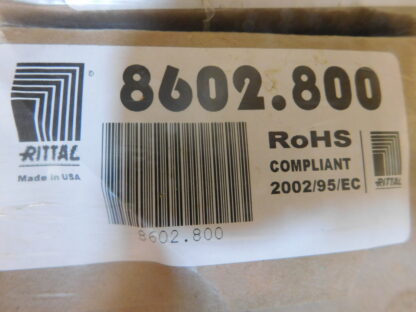 8602.800
RITTAL
Made in USA
8602.800
RoHS
COMPLIANT
2002/95/EC
RITTAL